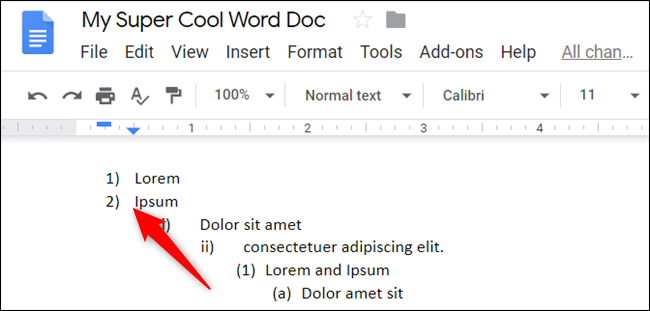 My Super Cool Word Doc
File Edit View Insert Format Tools Add-ons Help All chan...
100% Normal text Calibri 11
1 2 3 4
1) Lorem
2) Ipsum
Dolor sit amet
ii) consectetuer adipiscing elit.
(1) Lorem and Ipsum
(a) Dolor amet sit